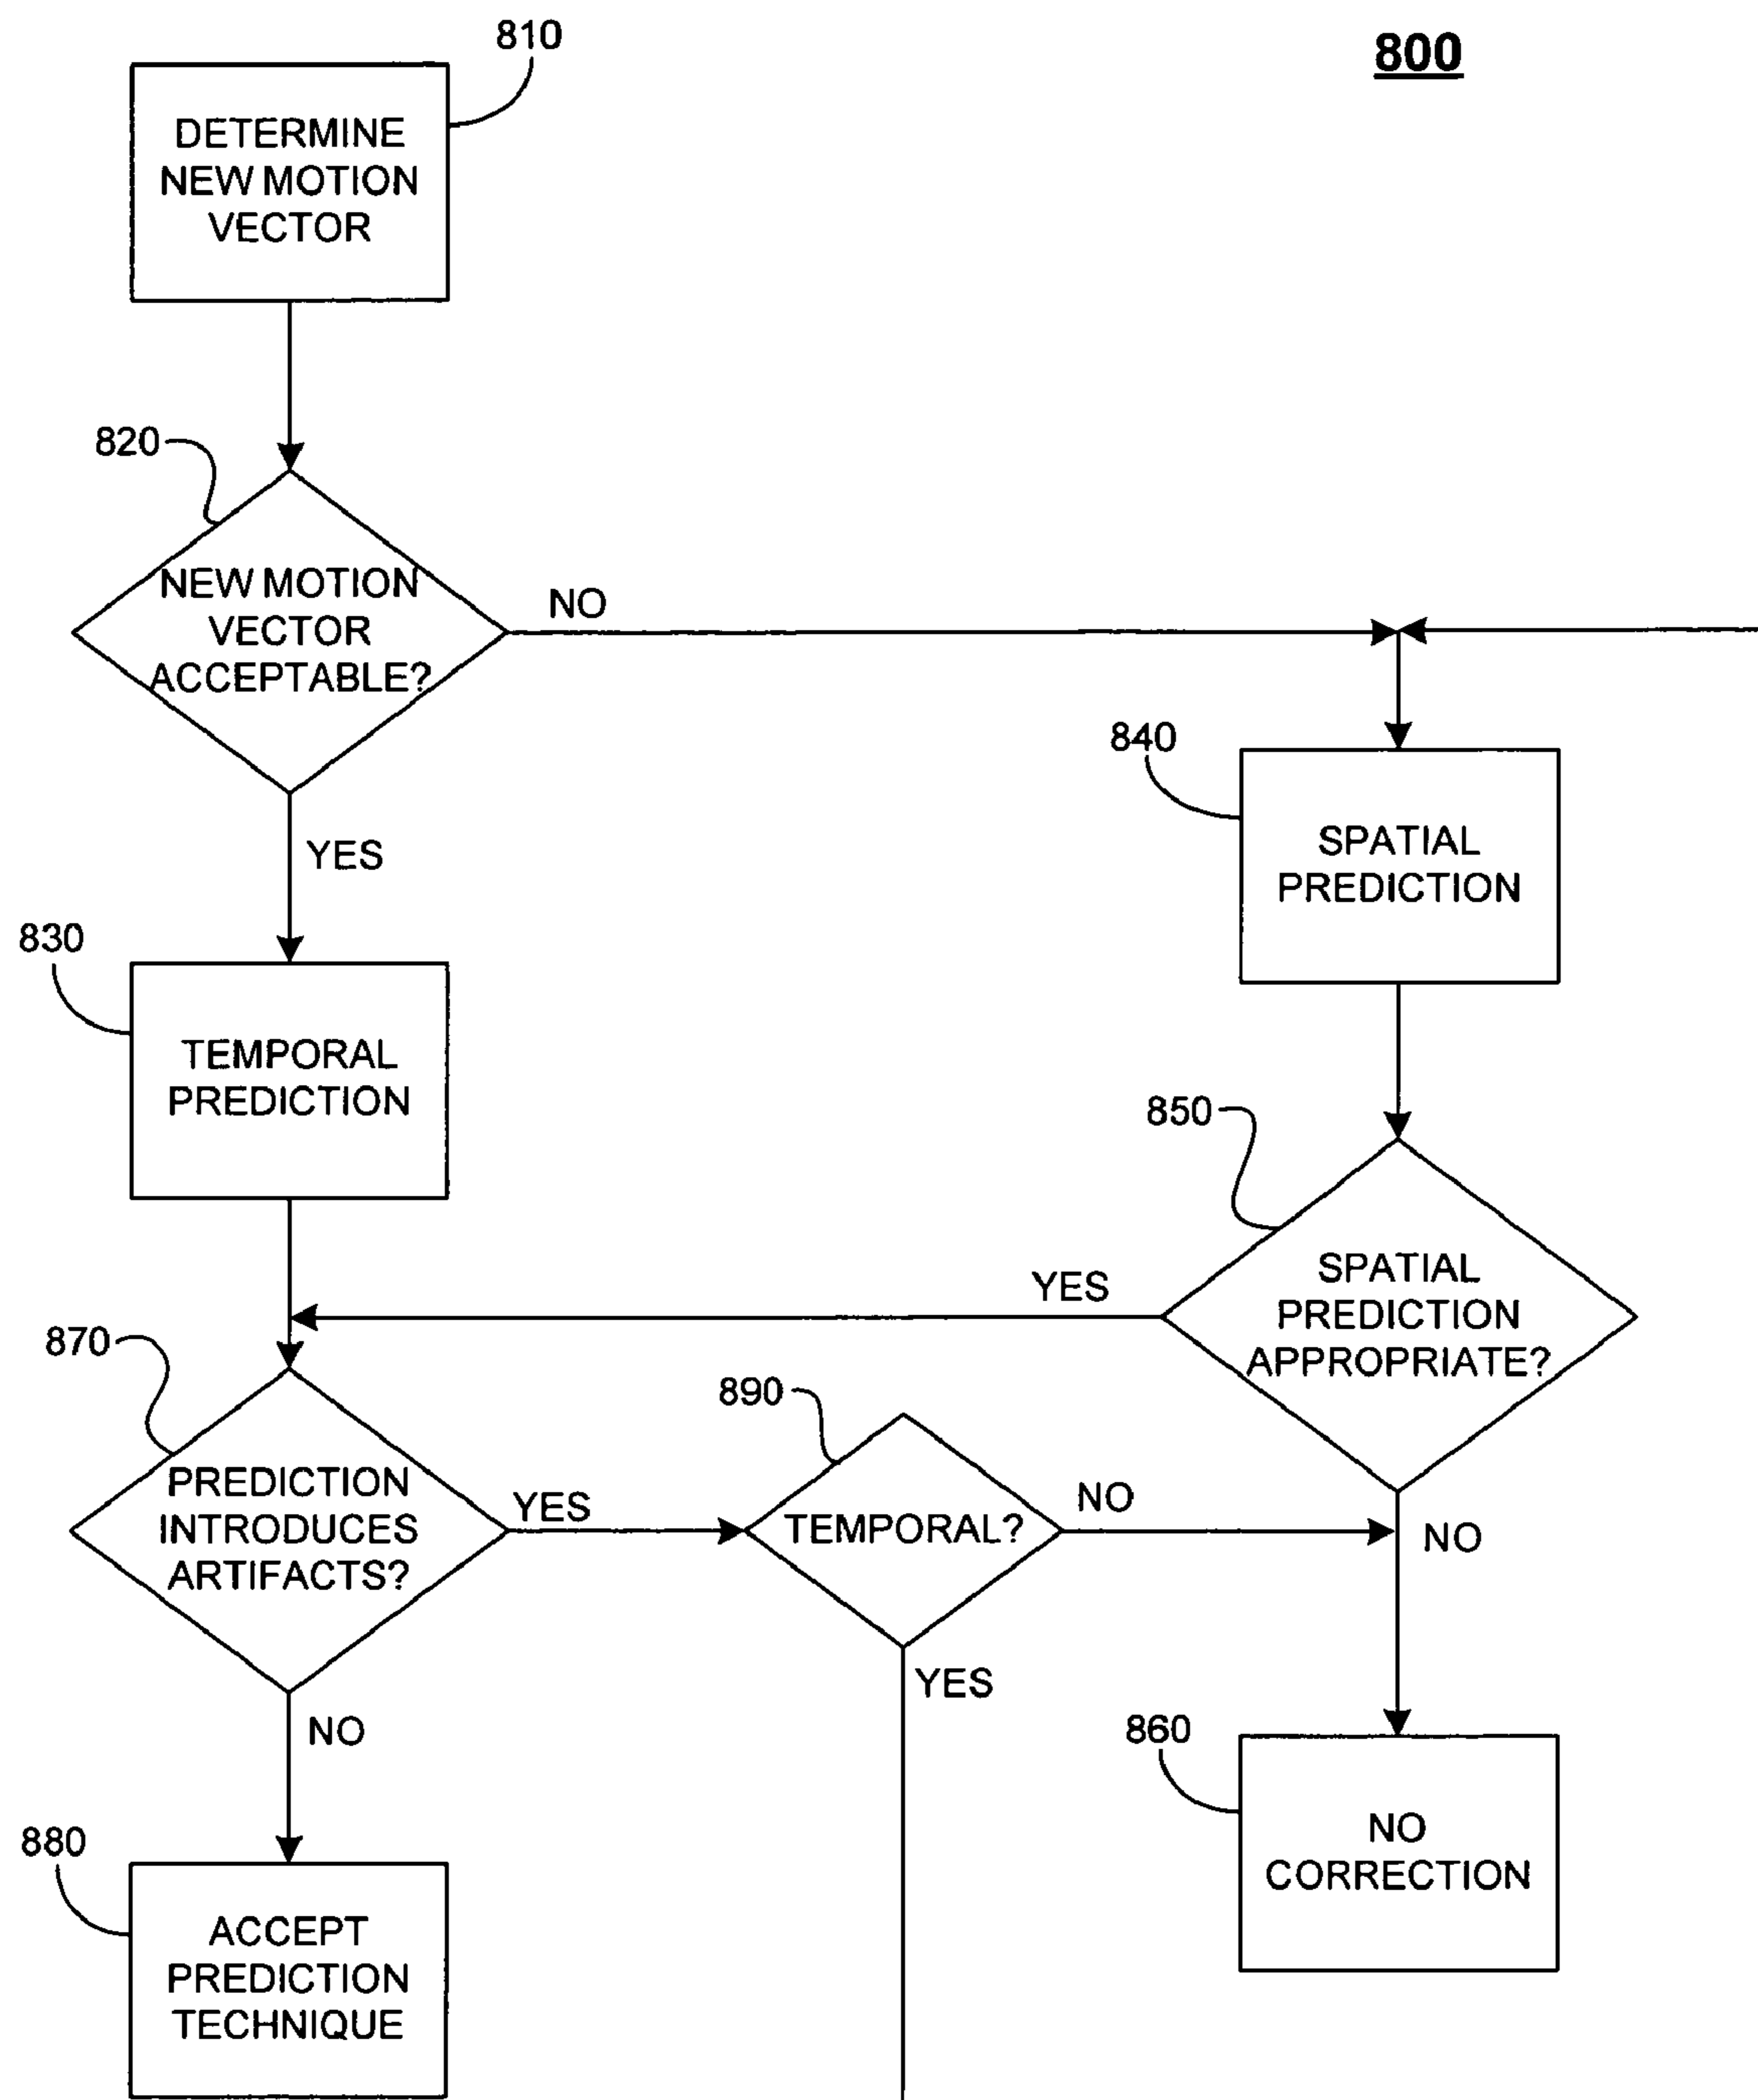 810
800
DETERMINE
NEW MOTION
VECTOR
820
NEW MOTION
VECTOR
ACCEPTABLE?
NO
YES
840
SPATIAL
PREDICTION
830
TEMPORAL
PREDICTION
850
SPATIAL
PREDICTION
APPROPRIATE?
YES
NO
870
PREDICTION
INTRODUCES
ARTIFACTS?
YES
NO
890
TEMPORAL?
NO
YES
860
NO
CORRECTION
880
ACCEPT
PREDICTION
TECHNIQUE